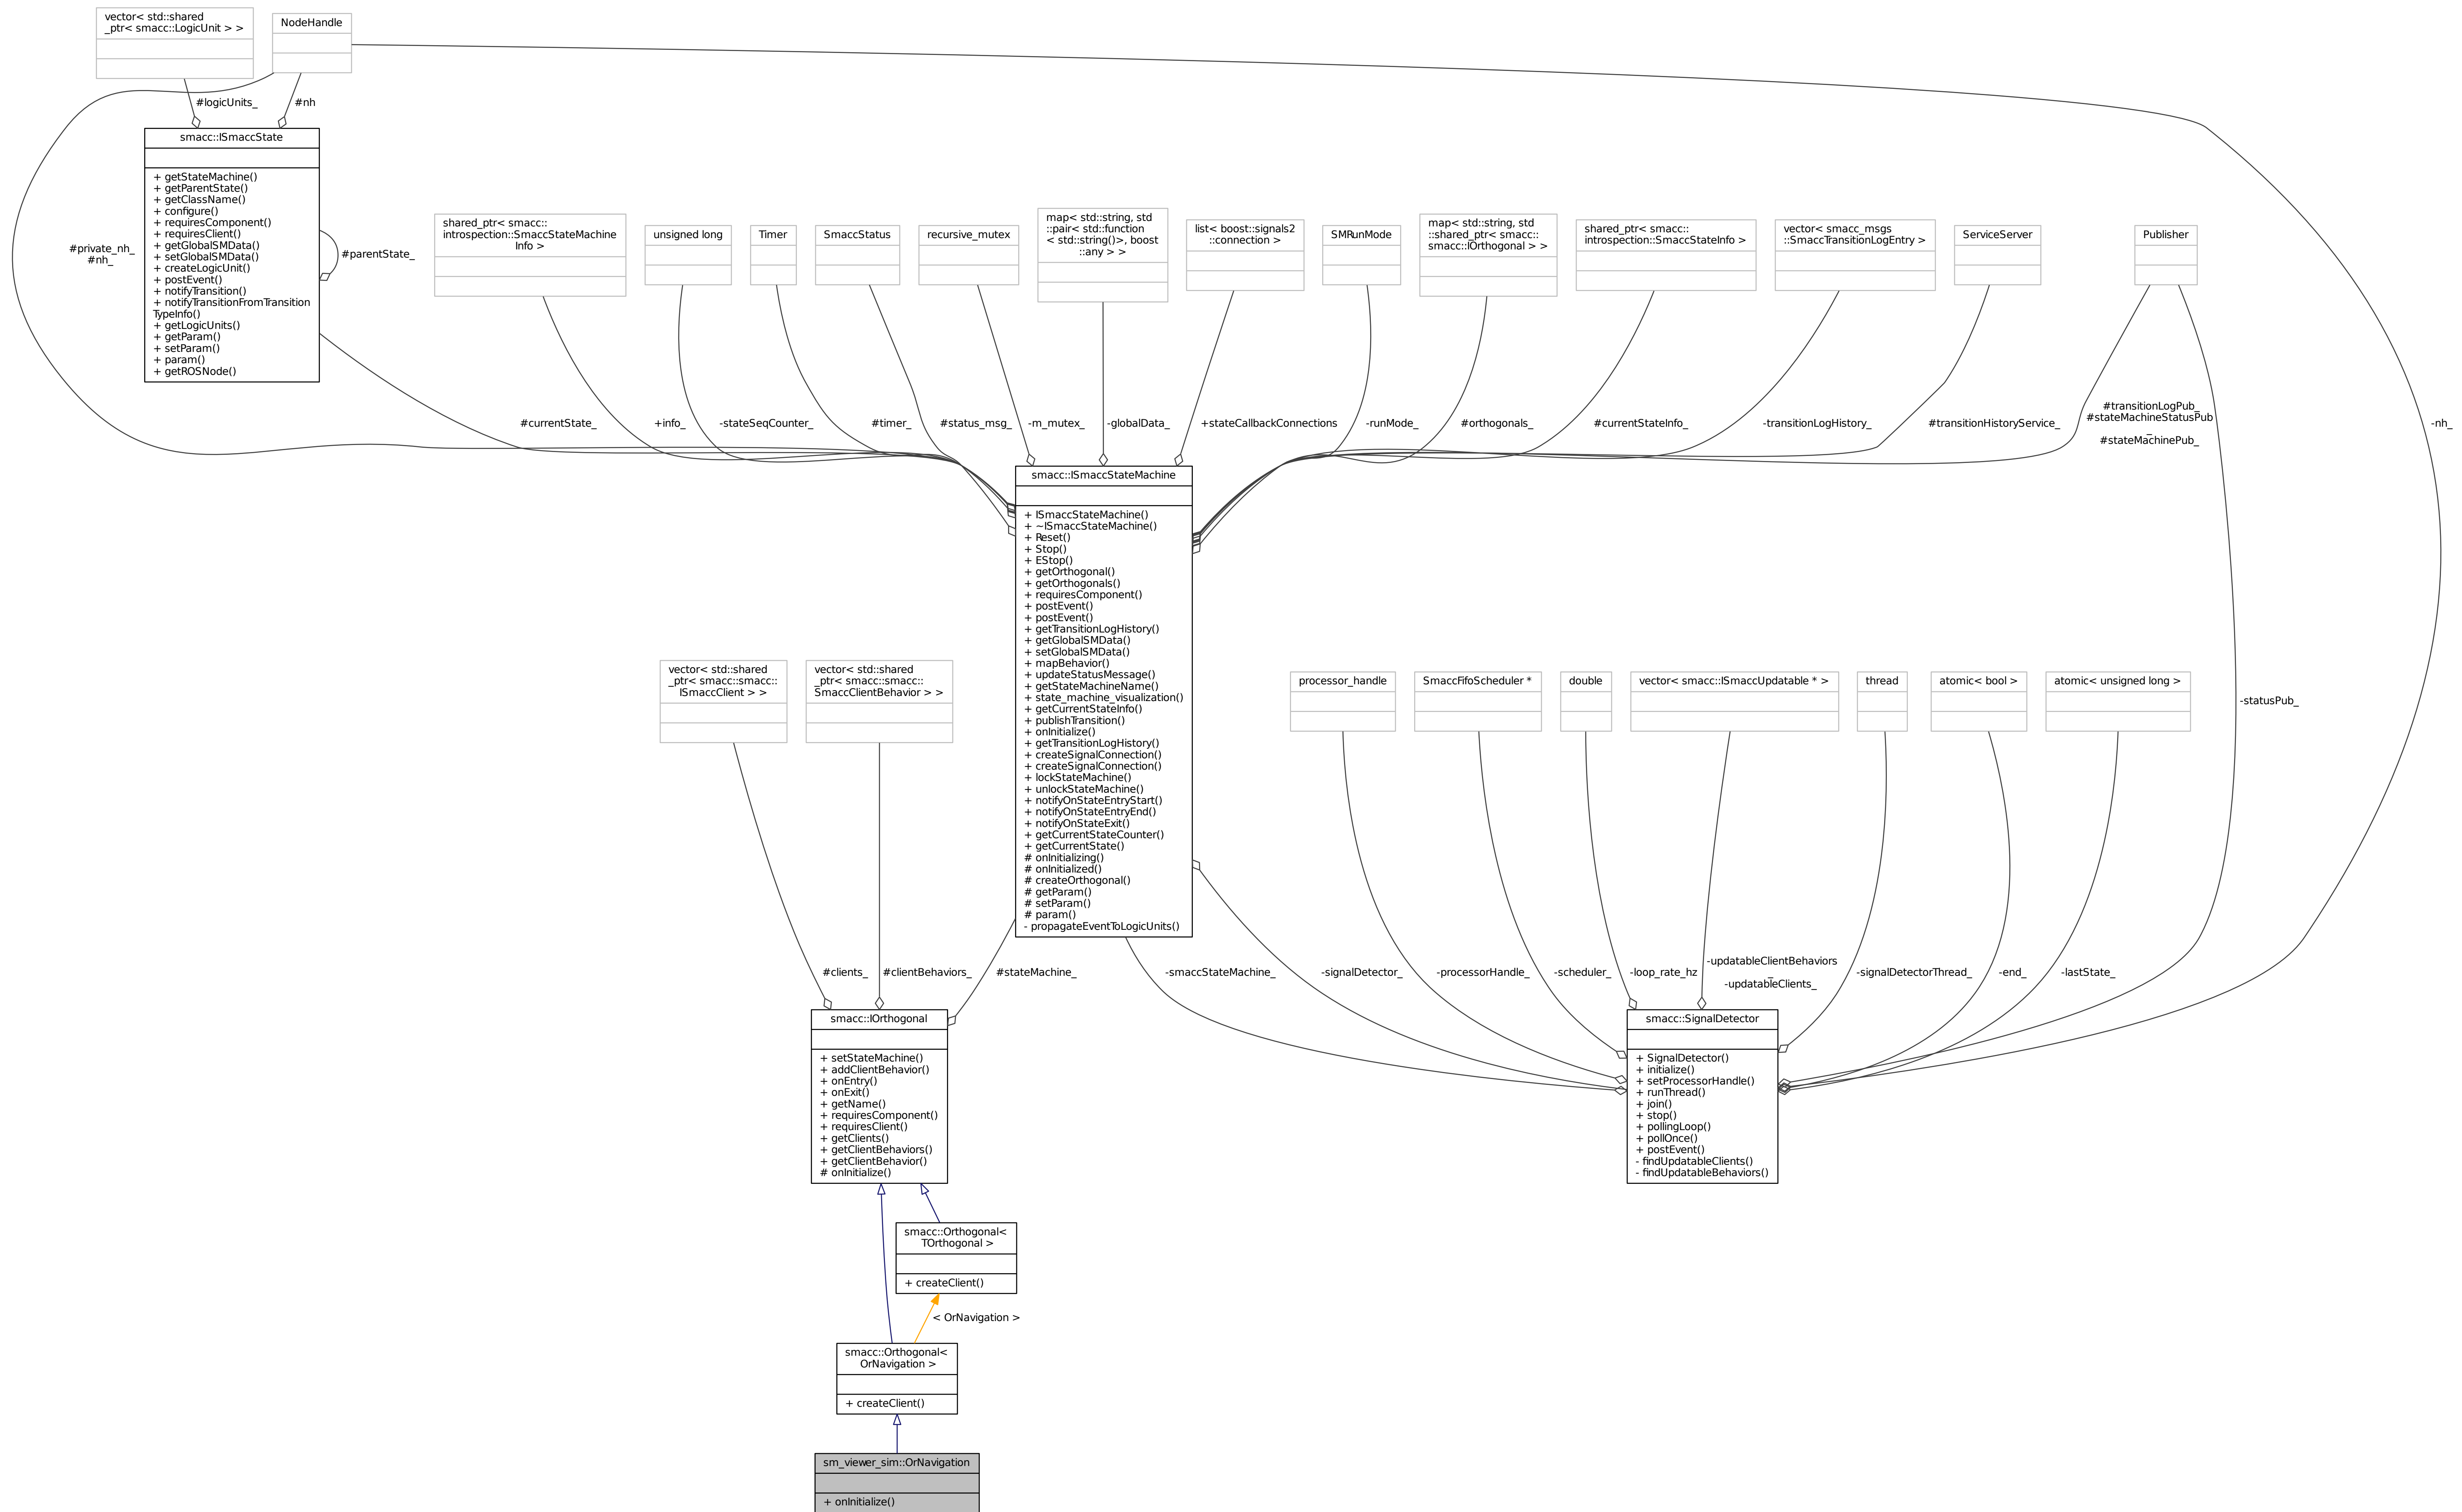 vector< std::shared
_ptr< smacc::LogicUnit > >
NodeHandle
#logicUnits_
#nh
smacc::ISmaccState
+ getStateMachine()
+ getParentState()
+ getClassName()
+ configure()
+ requiresComponent()
+ requiresClient()
+ getGlobalSMData()
+ setGlobalSMData()
+ createLogicUnit()
+ postEvent()
+ notifyTransition()
+ notifyTransitionFromTransition
TypeInfo()
+ getLogicUnits()
+ getParam()
+ setParam()
+ param()
+ getROSNode()
#private_nh_
#nh_
#parentState_
shared_ptr< smacc::
introspection::SmaccStateMachine
Info >
unsigned long
Timer
SmaccStatus
recursive_mutex
map< std::string, std
::pair< std::function
< std::string()>, boost
::any > >
list< boost::signals2
::connection >
SMRunMode
map< std::string, std
::shared_ptr< smacc::
smacc::IOrthogonal > >
shared_ptr< smacc::
introspection::SmaccStateInfo >
vector< smacc_msgs
::SmaccTransitionLogEntry >
ServiceServer
Publisher
#currentState_
+info_
-stateSeqCounter_
#timer_
#status_msg_
-m_mutex_
-globalData_
+stateCallbackConnections
-runMode_
#orthogonals_
#currentStateInfo_
-transitionLogHistory_
#transitionHistoryService_
#transitionLogPub_
#stateMachineStatusPub
_
#stateMachinePub_
-nh_
smacc::ISmaccStateMachine
+ ISmaccStateMachine()
+ ~ISmaccStateMachine()
+ Reset()
+ Stop()
+ EStop()
+ getOrthogonal()
+ getOrthogonals()
+ requiresComponent()
+ postEvent()
+ postEvent()
+ getTransitionLogHistory()
+ getGlobalSMData()
+ setGlobalSMData()
+ mapBehavior()
+ updateStatusMessage()
+ getStateMachineName()
+ state_machine_visualization()
+ getCurrentStateInfo()
+ publishTransition()
+ onInitialize()
+ getTransitionLogHistory()
+ createSignalConnection()
+ createSignalConnection()
+ lockStateMachine()
+ unlockStateMachine()
+ notifyOnStateEntryStart()
+ notifyOnStateEntryEnd()
+ notifyOnStateExit()
+ getCurrentStateCounter()
+ getCurrentState()
# onInitializing()
# onInitialized()
# createOrthogonal()
# getParam()
# setParam()
# param()
- propagateEventToLogicUnits()
vector< std::shared
_ptr< smacc::smacc::
ISmaccClient > >
vector< std::shared
_ptr< smacc::smacc::
SmaccClientBehavior > >
processor_handle
SmaccFifoScheduler *
double
vector< smacc::ISmaccUpdatable * >
thread
atomic< bool >
atomic< unsigned long >
-statusPub_
#clients_
#clientBehaviors_
#stateMachine_
-smaccStateMachine_
-signalDetector_
-processorHandle_
-scheduler_
-loop_rate_hz
-updatableClientBehaviors
_
-updatableClients_
-signalDetectorThread_
-end_
-lastState_
smacc::IOrthogonal
+ setStateMachine()
+ addClientBehavior()
+ onEntry()
+ onExit()
+ getName()
+ requiresComponent()
+ requiresClient()
+ getClients()
+ getClientBehaviors()
+ getClientBehavior()
# onInitialize()
smacc::SignalDetector
+ SignalDetector()
+ initialize()
+ setProcessorHandle()
+ runThread()
+ join()
+ stop()
+ pollingLoop()
+ pollOnce()
+ postEvent()
- findUpdatableClients()
- findUpdatableBehaviors()
smacc::Orthogonal<
TOrthogonal >
+ createClient()
< OrNavigation >
smacc::Orthogonal<
OrNavigation >
+ createClient()
sm_viewer_sim::OrNavigation
+ onInitialize()